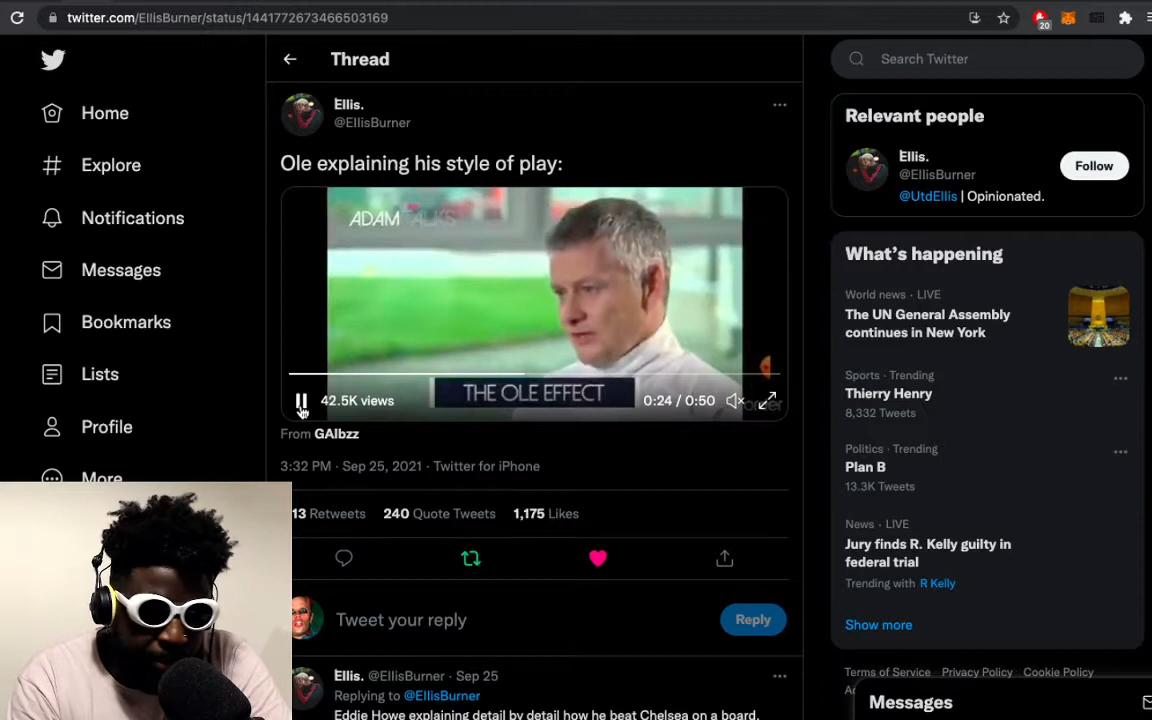 twitter.com/EllisBurner/status/1441772673466503169
20
Home
Explore
Notifications
Messages
Bookmarks
Lists
Profile
More
Thread
Ellis.
@EllisBurner
Ole explaining his style of play:
ADAM TALKS
THE OLE EFFECT
42.5K views
0:24 / 0:50
From GAlbzz
3:32 PM · Sep 25, 2021 · Twitter for iPhone
13 Retweets 240 Quote Tweets 1,175 Likes
Tweet your reply
Reply
Ellis. @EllisBurner · Sep 25
Replying to @EllisBurner
Eddie Howe explaining detail by detail how he beat Chelsea on a board.
Search Twitter
Relevant people
Ellis.
@EllisBurner
Follow
@UtdEllis | Opinionated.
What's happening
World news · LIVE
The UN General Assembly
continues in New York
Sports · Trending
Thierry Henry
8,332 Tweets
Politics · Trending
Plan B
13.3K Tweets
News · LIVE
Jury finds R. Kelly guilty in
federal trial
Trending with R Kelly
Show more
Terms of Service Privacy Policy Cookie Policy
Messages